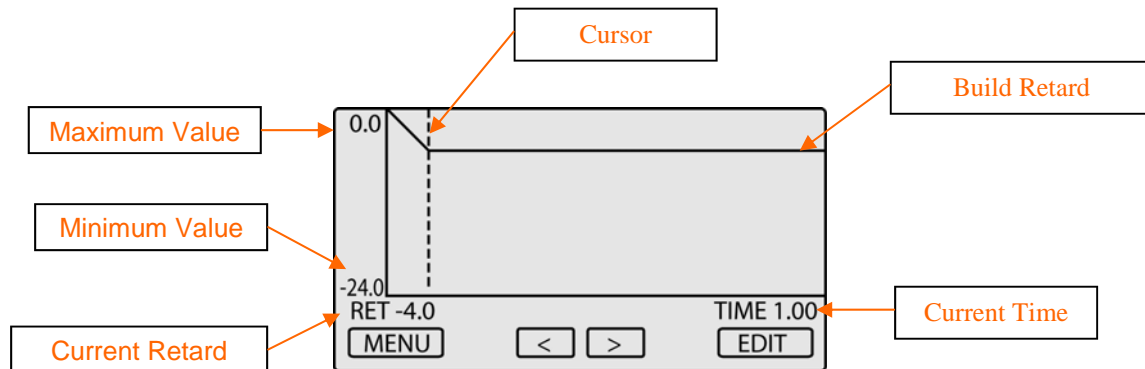 Cursor
Build Retard
Maximum Value
0.0
Minimum Value
-24.0
RET -4.0
TIME 1.00
Current Time
Current Retard
MENU
<
>
EDIT